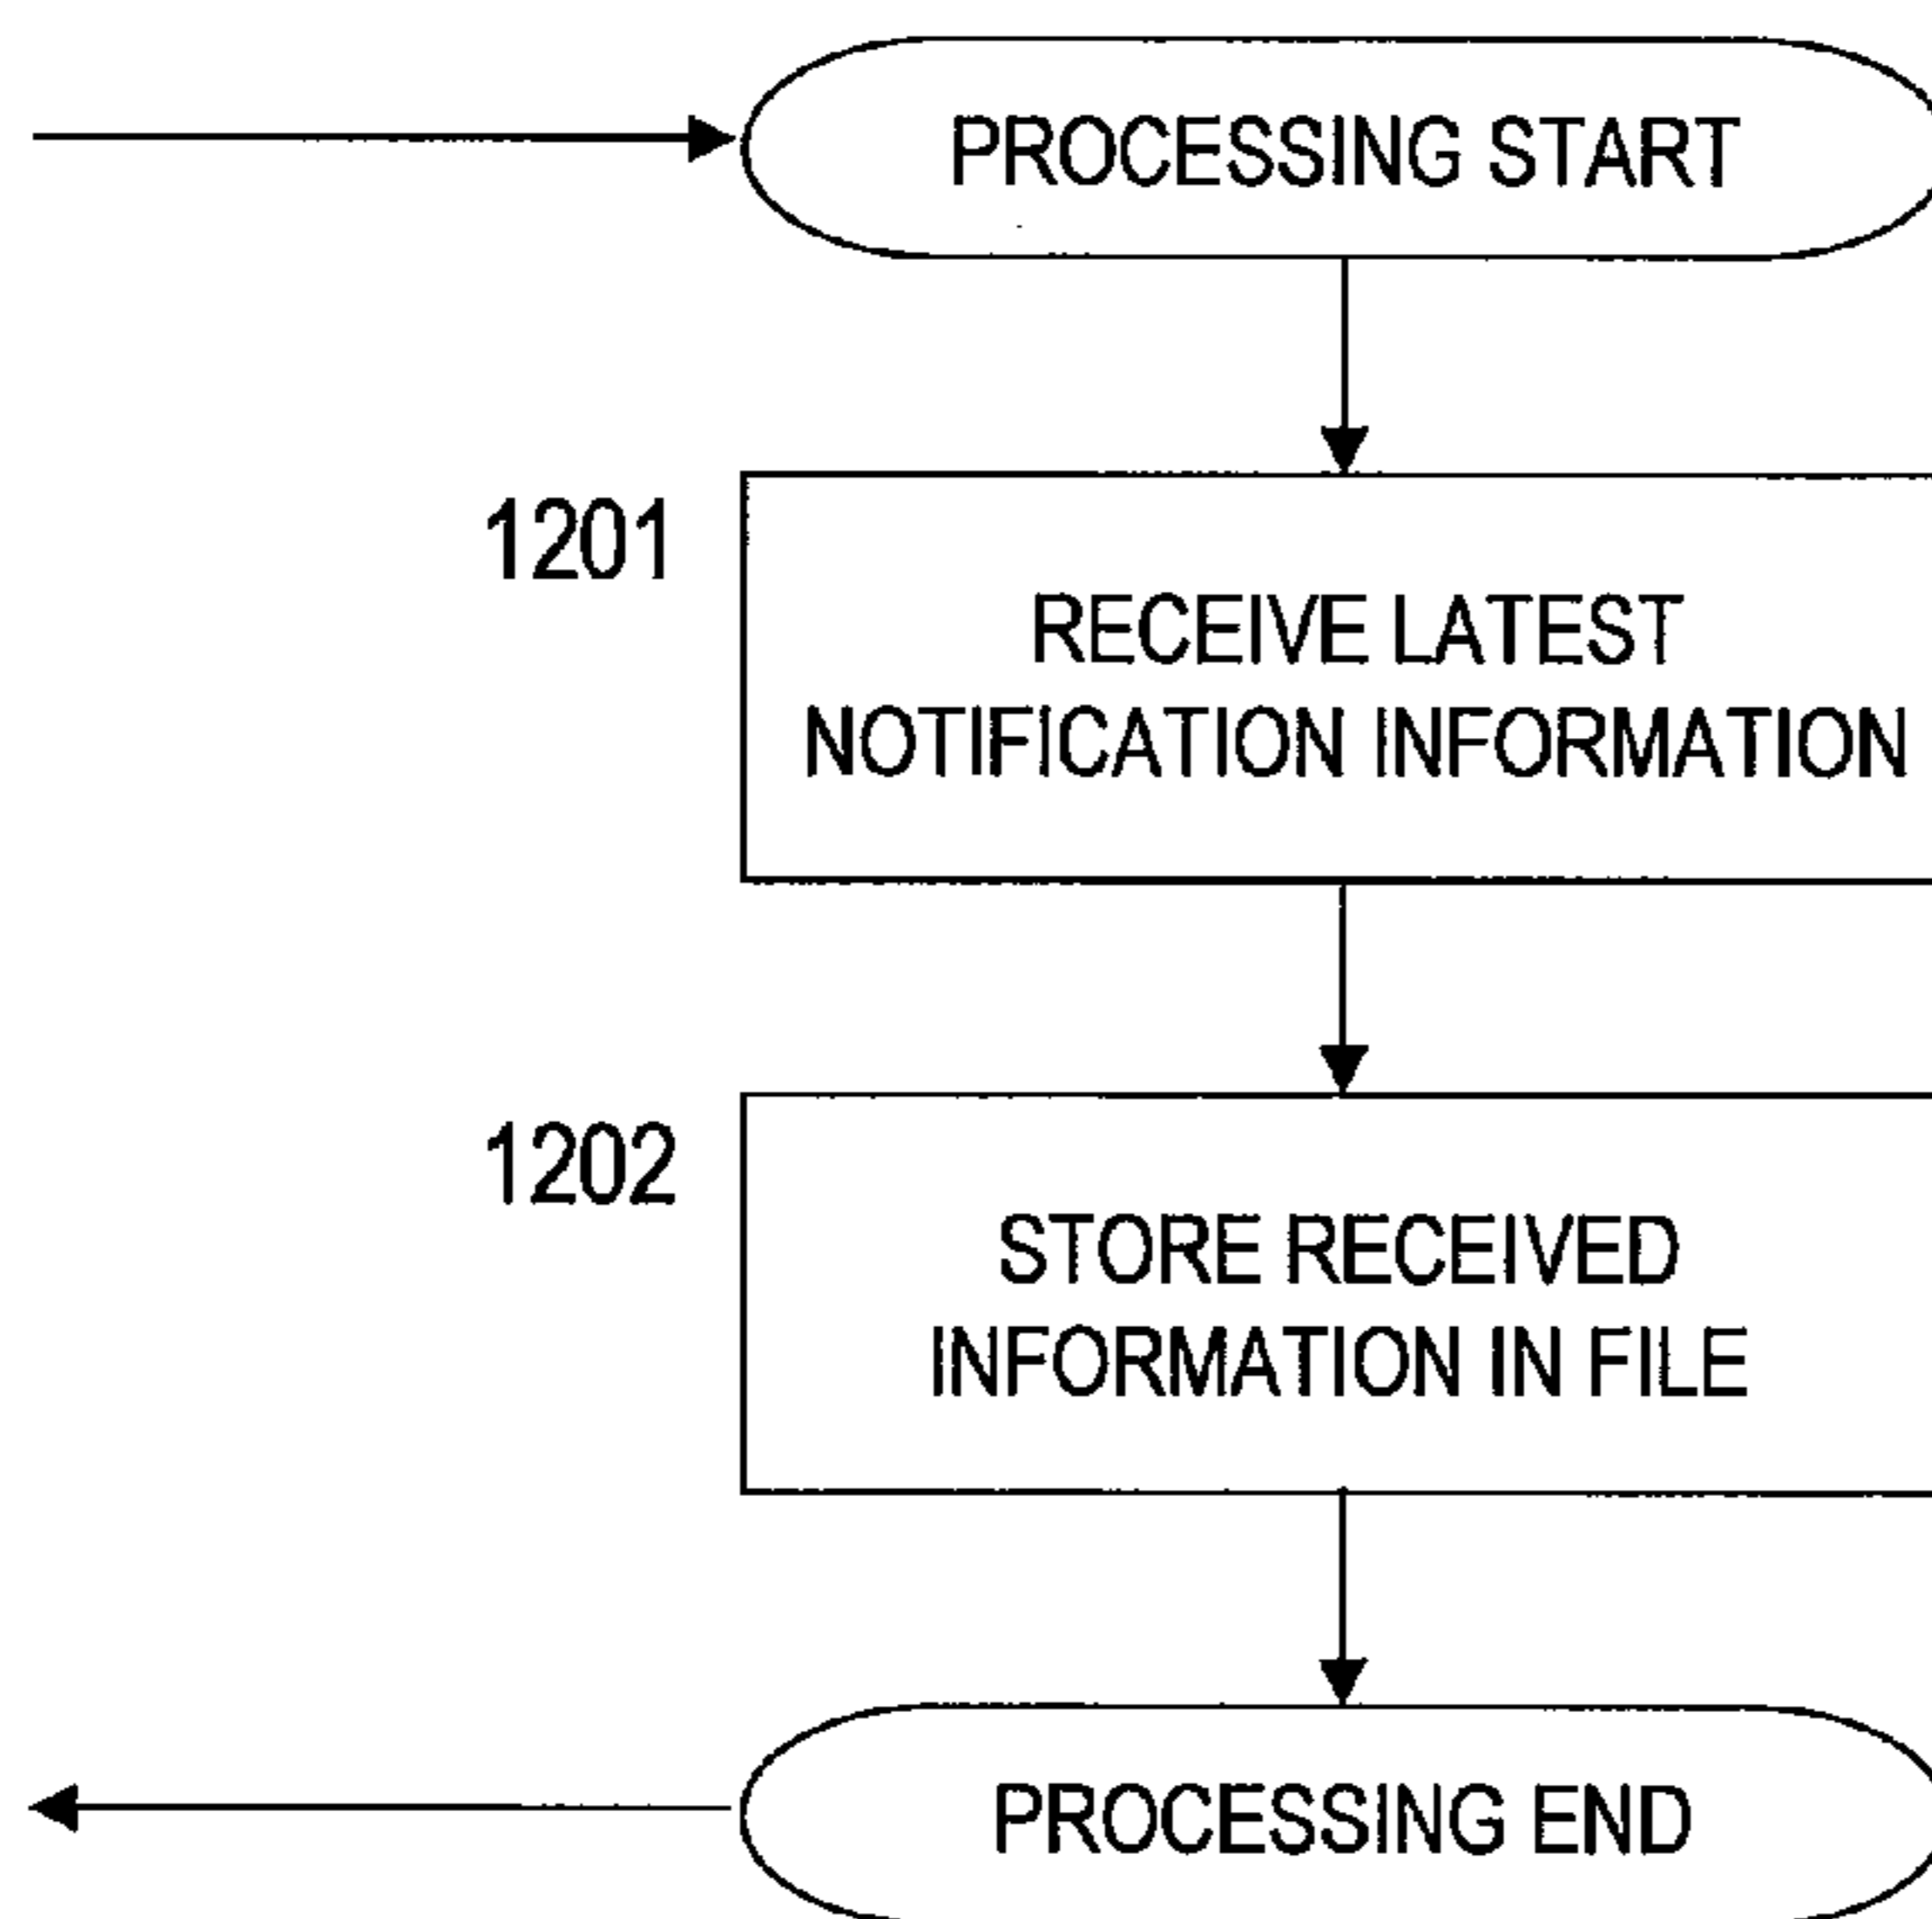 PROCESSING START
1201
RECEIVE LATEST
NOTIFICATION INFORMATION
1202
STORE RECEIVED
INFORMATION IN FILE
PROCESSING END